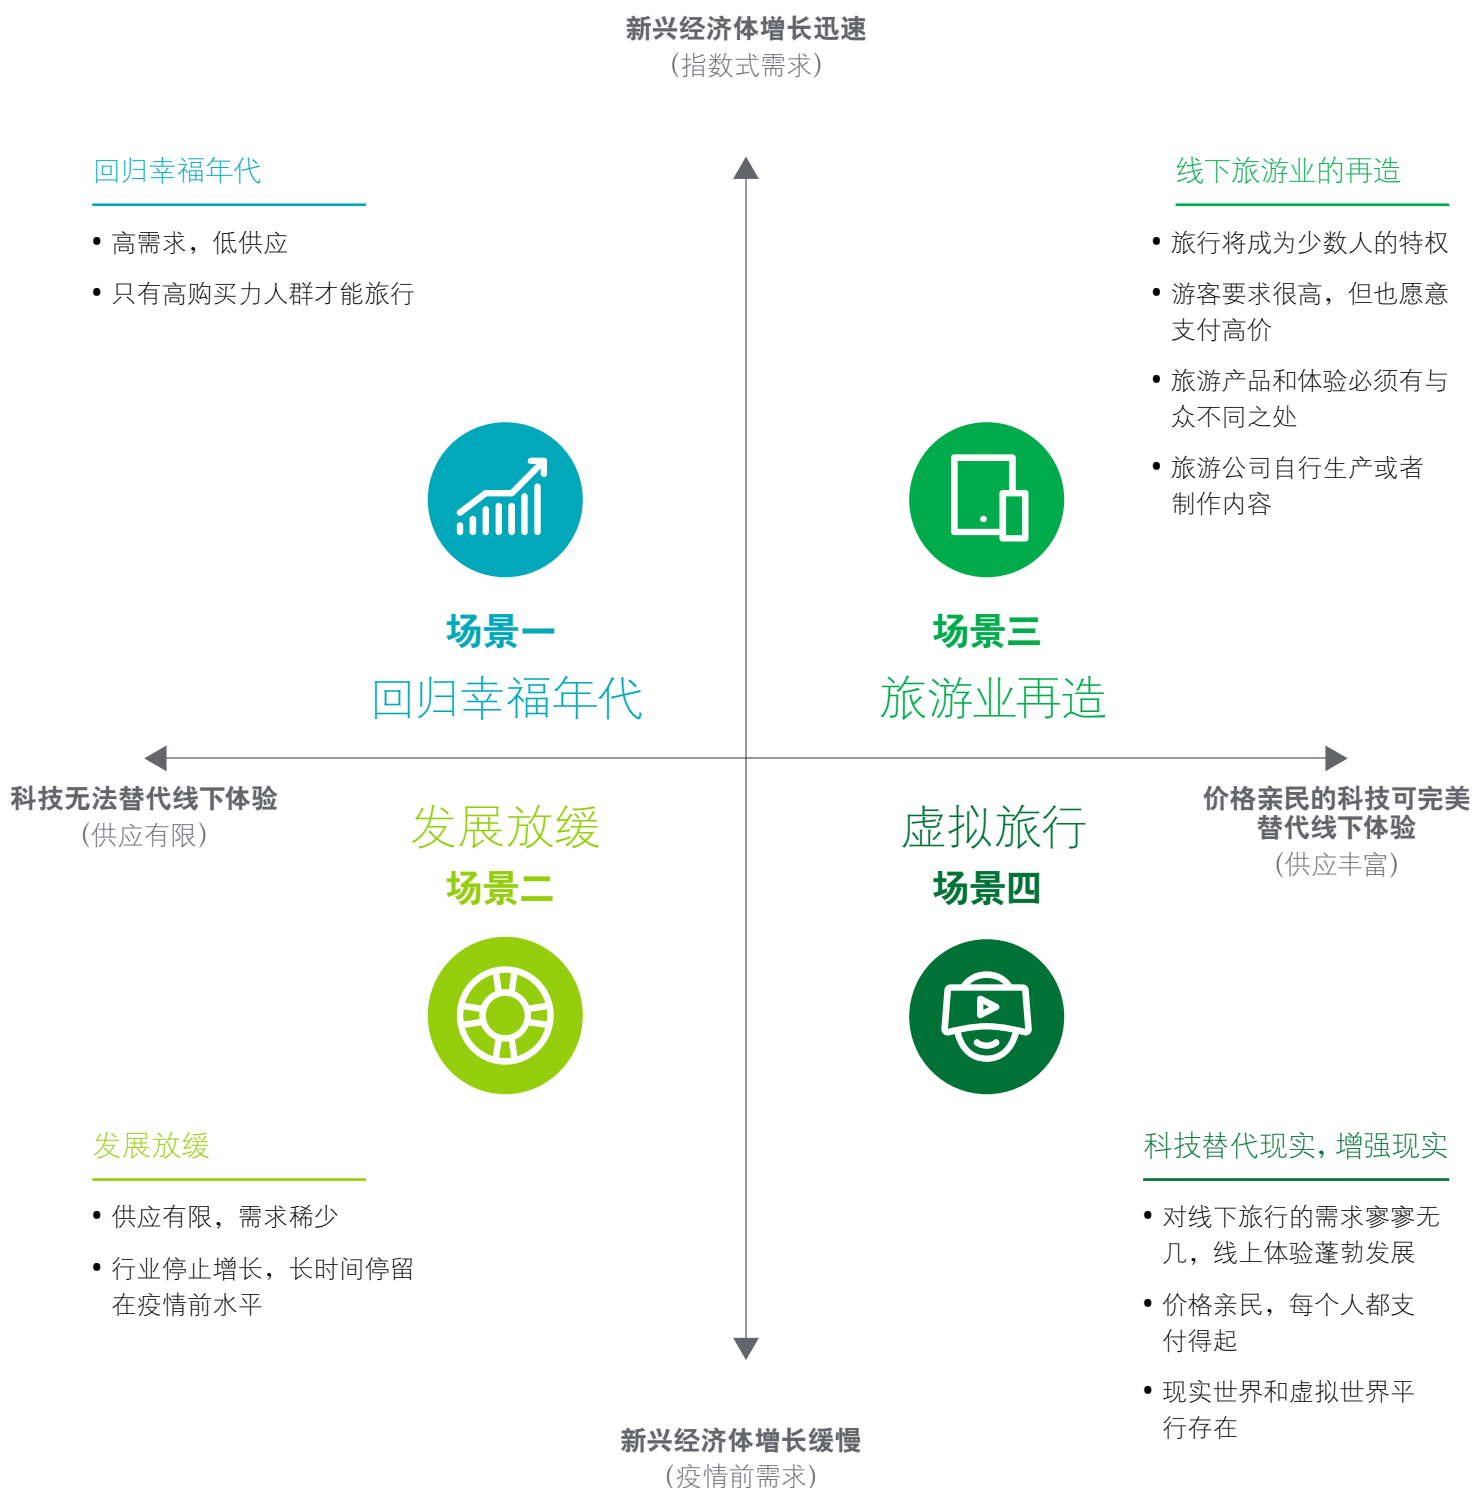 新兴经济体增长迅速
（指数式需求）
回归幸福年代
• 高需求，低供应
• 只有高购买力人群才能旅行
线下旅游业的再造
• 旅行将成为少数人的特权
• 游客要求很高，但也愿意
支付高价
• 旅游产品和体验必须有与
众不同之处
• 旅游公司自行生产或者
制作内容
场景一
回归幸福年代
场景三
旅游业再造
科技无法替代线下体验
（供应有限）
价格亲民的科技可完美
替代线下体验
（供应丰富）
发展放缓
场景二
虚拟旅行
场景四
发展放缓
• 供应有限，需求稀少
• 行业停止增长，长时间停留
在疫情前水平
科技替代现实，增强现实
• 对线下旅行的需求寥寥无
几，线上体验蓬勃发展
• 价格亲民，每个人都支
付得起
• 现实世界和虚拟世界平
行存在
新兴经济体增长缓慢
（疫情前需求）